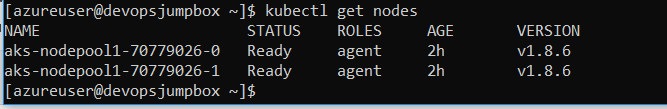 [azureuser@devopsjumpbox ~]$ kubectl get nodes
NAME STATUS ROLES AGE VERSION
aks-nodepool1-70779026-0 Ready agent 2h v1.8.6
aks-nodepool1-70779026-1 Ready agent 2h v1.8.6
[azureuser@devopsjumpbox ~]$